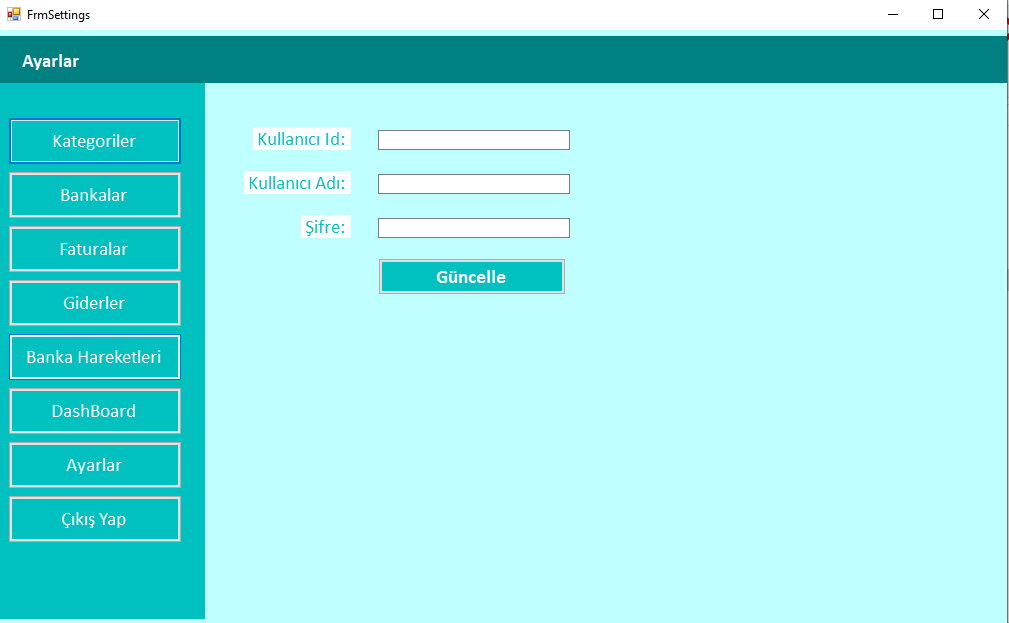 FrmSettings
Ayarlar
Kategoriler
Bankalar
Faturalar
Giderler
Banka Hareketleri
DashBoard
Ayarlar
Çıkış Yap
Kullanıcı Id:
Kullanıcı Adı:
Şifre:
Güncelle